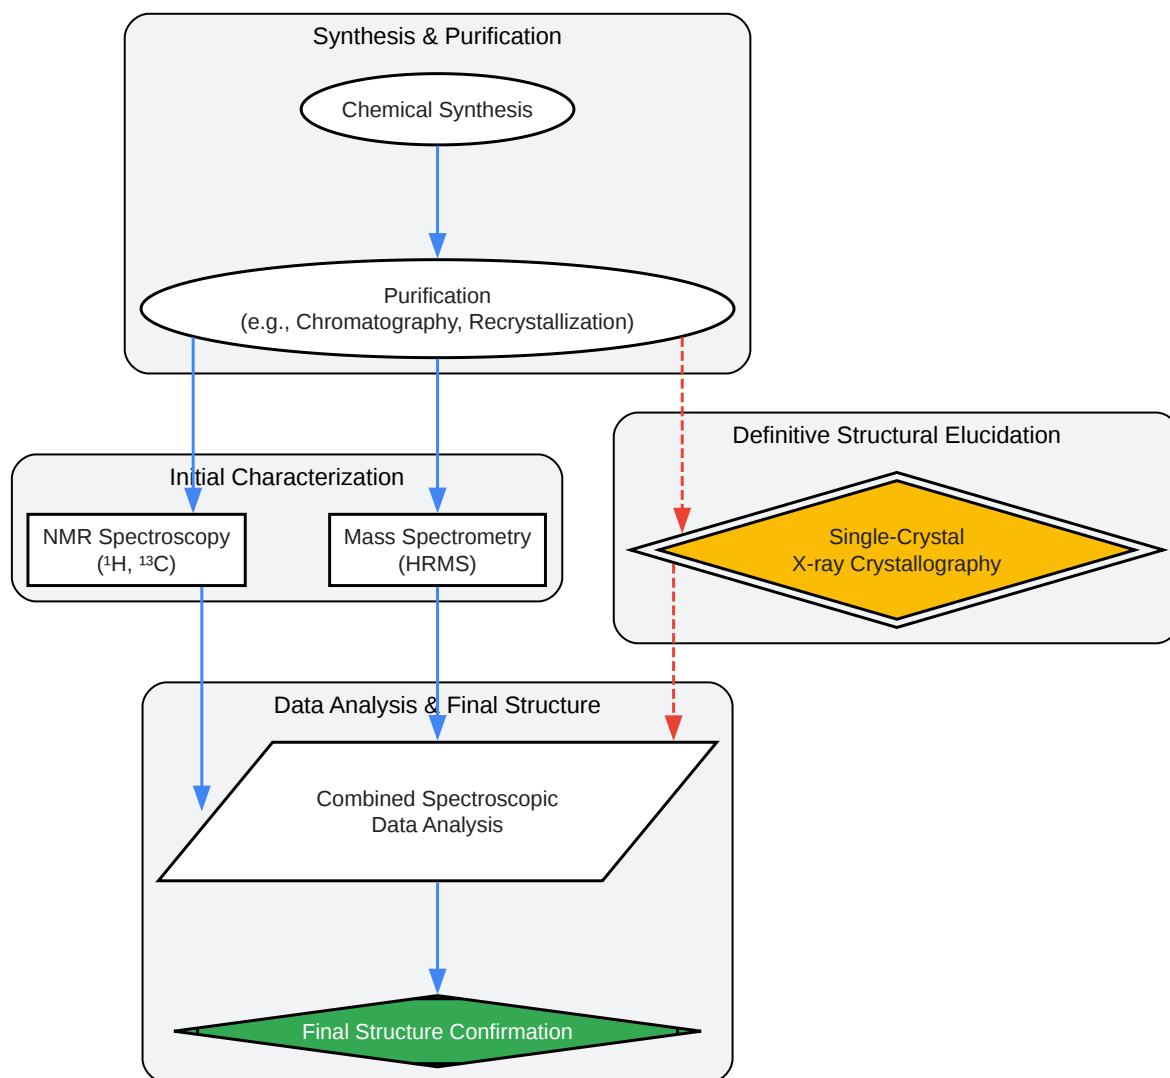 Synthesis & Purification
Chemical Synthesis
Purification
(e.g., Chromatography, Recrystallization)
Definitive Structural Elucidation
Initial Characterization
NMR Spectroscopy
(¹H, ¹³C)
Mass Spectrometry
(HRMS)
Single-Crystal
X-ray Crystallography
Data Analysis & Final Structure
Combined Spectroscopic
Data Analysis
Final Structure Confirmation